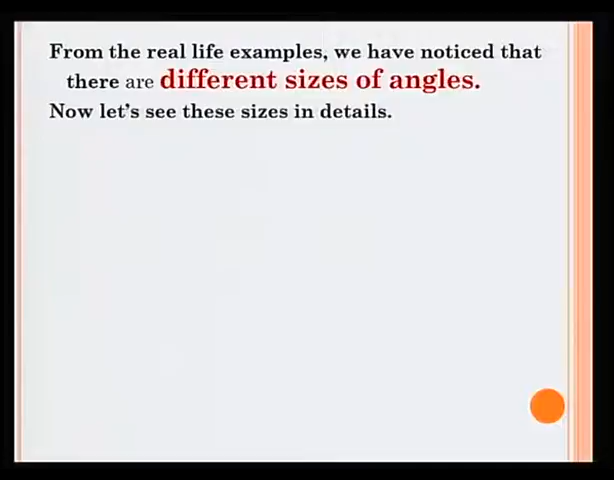 From the real life examples, we have noticed that
there are different sizes of angles.
Now let's see these sizes in details.